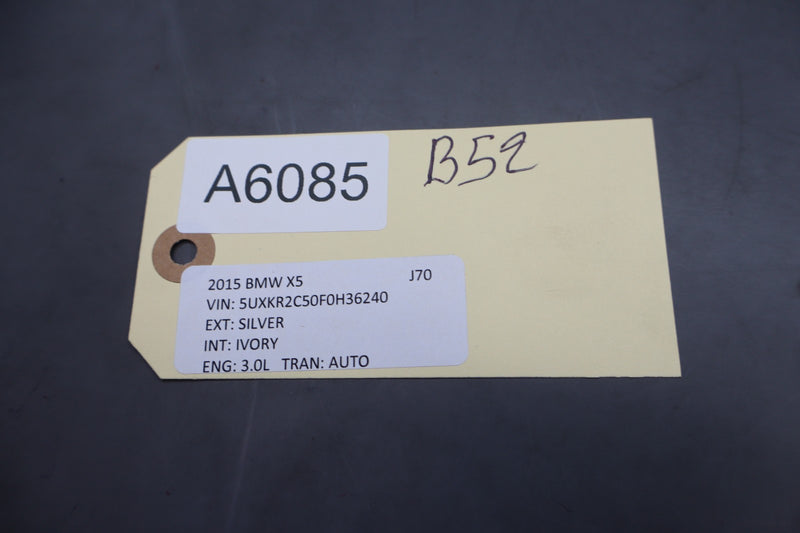 A6085
B52
2015 BMW X5 J70
VIN: 5UXKR2C50F0H36240
EXT: SILVER
INT: IVORY
ENG: 3.0L TRAN: AUTO